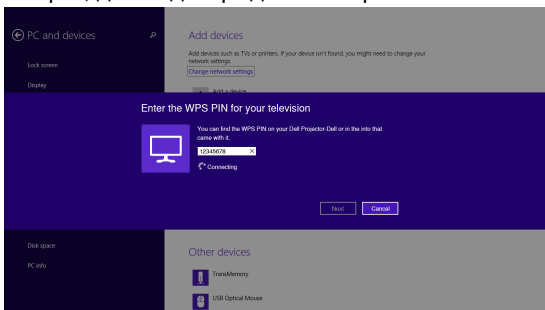 PC and devices
Lock screen
Display
Add devices
Add devices such as TVs or printers. If your device isn't found, you might need to change your
network settings.
Change network settings
Add a device
Enter the WPS PIN for your television
You can find the WPS PIN on your Dell Projector-Dell or in the into that
came with it.
12345678
Connecting
Next
Cancel
Disk space
PC info
Other devices
TransMemory
USB Optical Mouse